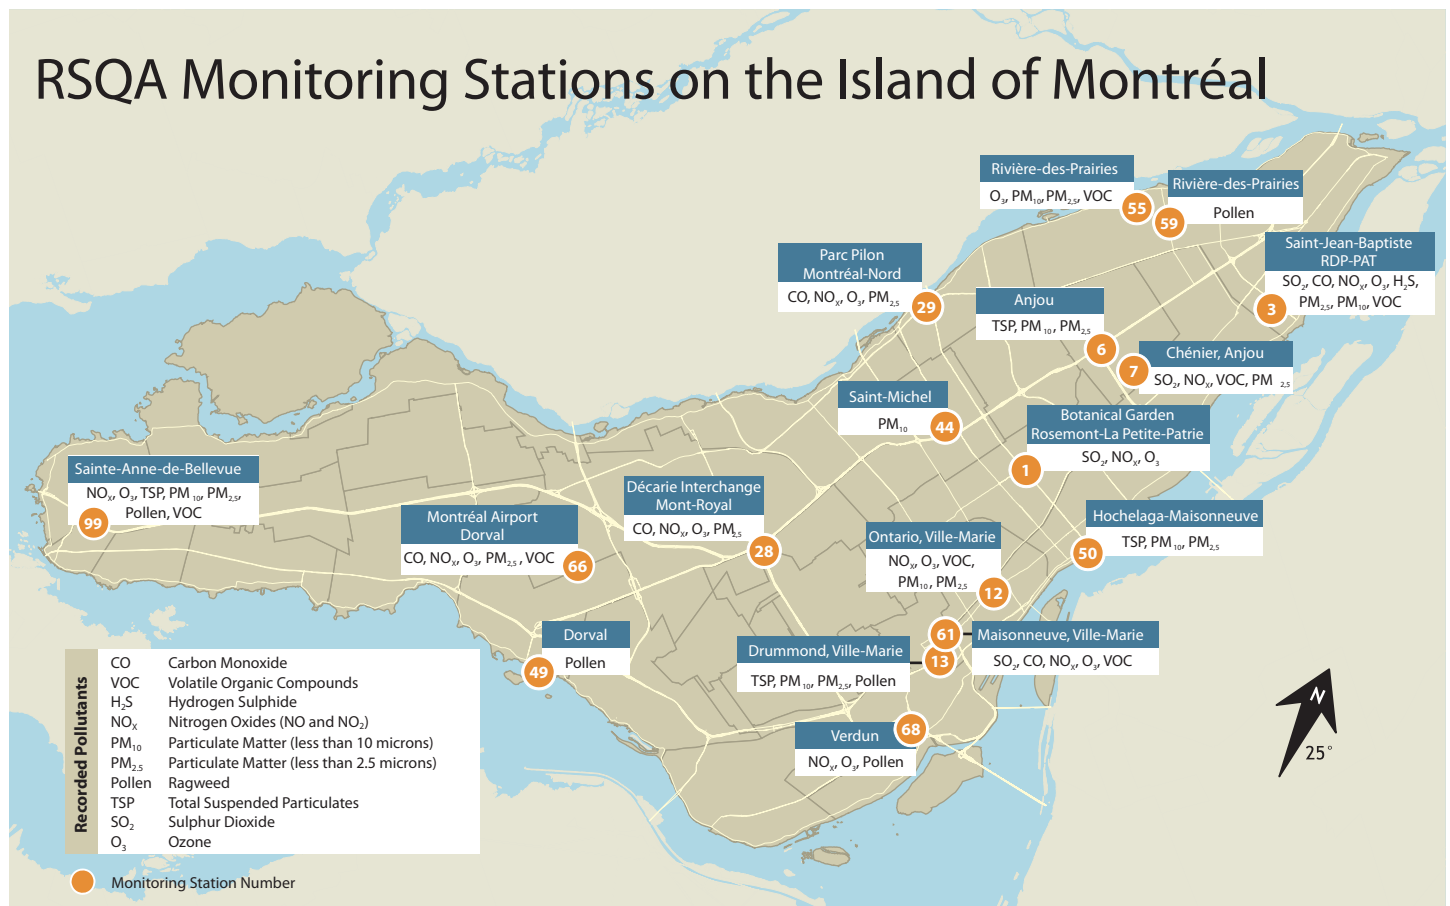 RSQA Monitoring Stations on the Island of Montréal
Rivière-des-Prairies
O₃, PM₁₀, PM₂,₅, VOC
55
Rivière-des-Prairies
Pollen
59
Saint-Jean-Baptiste
RDP-PAT
SO₂, CO, NOₓ, O₃, H₂S,
PM₂,₅, PM₁₀, VOC
3
Parc Pilon
Montréal-Nord
CO, NOₓ, O₃, PM₂,₅
29
Anjou
TSP, PM₁₀, PM₂,₅
6
Chénier, Anjou
SO₂, NOₓ, VOC, PM ₂,₅
7
Saint-Michel
PM₁₀
44
Botanical Garden
Rosemont-La Petite-Patrie
SO₂, NOₓ, O₃
1
Sainte-Anne-de-Bellevue
NOₓ, O₃, TSP, PM ₁₀, PM₂,₅,
Pollen, VOC
99
Montréal Airport
Dorval
CO, NOₓ, O₃, PM₂,₅ , VOC
66
Décarie Interchange
Mont-Royal
CO, NOₓ, O₃, PM₂,₅
28
Hochelaga-Maisonneuve
TSP, PM₁₀, PM₂,₅
50
Ontario, Ville-Marie
NOₓ, O₃, VOC,
PM₁₀ , PM₂,₅
12
61
Maisonneuve, Ville-Marie
SO₂, CO, NOₓ, O₃, VOC
Drummond, Ville-Marie
TSP, PM₁₀, PM₂,₅, Pollen
13
Dorval
Pollen
49
Verdun
NOₓ, O₃, Pollen
68
N
25°
Recorded Pollutants
CO Carbon Monoxide
VOC Volatile Organic Compounds
H₂S Hydrogen Sulphide
NOₓ Nitrogen Oxides (NO and NO₂)
PM₁₀ Particulate Matter (less than 10 microns)
PM₂.₅ Particulate Matter (less than 2.5 microns)
Pollen Ragweed
TSP Total Suspended Particulates
SO₂ Sulphur Dioxide
O₃ Ozone
Monitoring Station Number